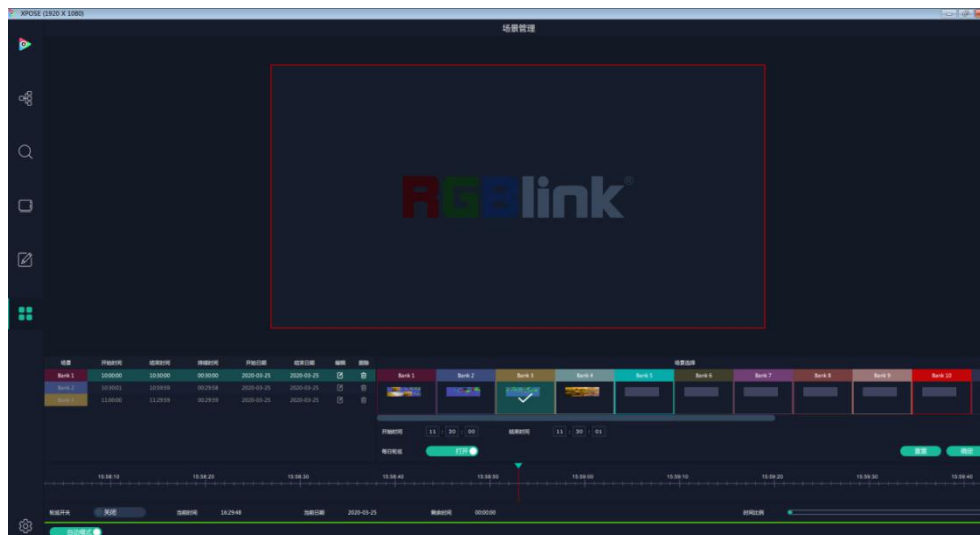 XPOSE (1920 X 1080)
场景管理
RGBlink®
场景 开始时间 结束时间 持续时间 开始日期 结束日期 编辑 删除
场景选择
Bank 1 10:00:00 10:30:00 00:30:00 2020-03-25 2020-03-25
Bank 2 10:30:01 10:59:59 00:29:58 2020-03-25 2020-03-25
Bank 3 11:00:00 11:29:59 00:29:59 2020-03-25 2020-03-25
Bank 1 Bank 2 Bank 3 Bank 4 Bank 5 Bank 6 Bank 7 Bank 8 Bank 9 Bank 10
开始时间 11 : 30 : 00 结束时间 11 : 30 : 01
每日轮巡 打开 重置 确定
15:58:10 15:58:20 15:58:30 15:58:40 15:58:50 15:59:00 15:59:10 15:59:20 15:59:30 15:59:40
轮巡开关 关闭 当前时间 16:29:48 当前日期 2020-03-25 剩余时间 00:00:00 时间比例
自动模式